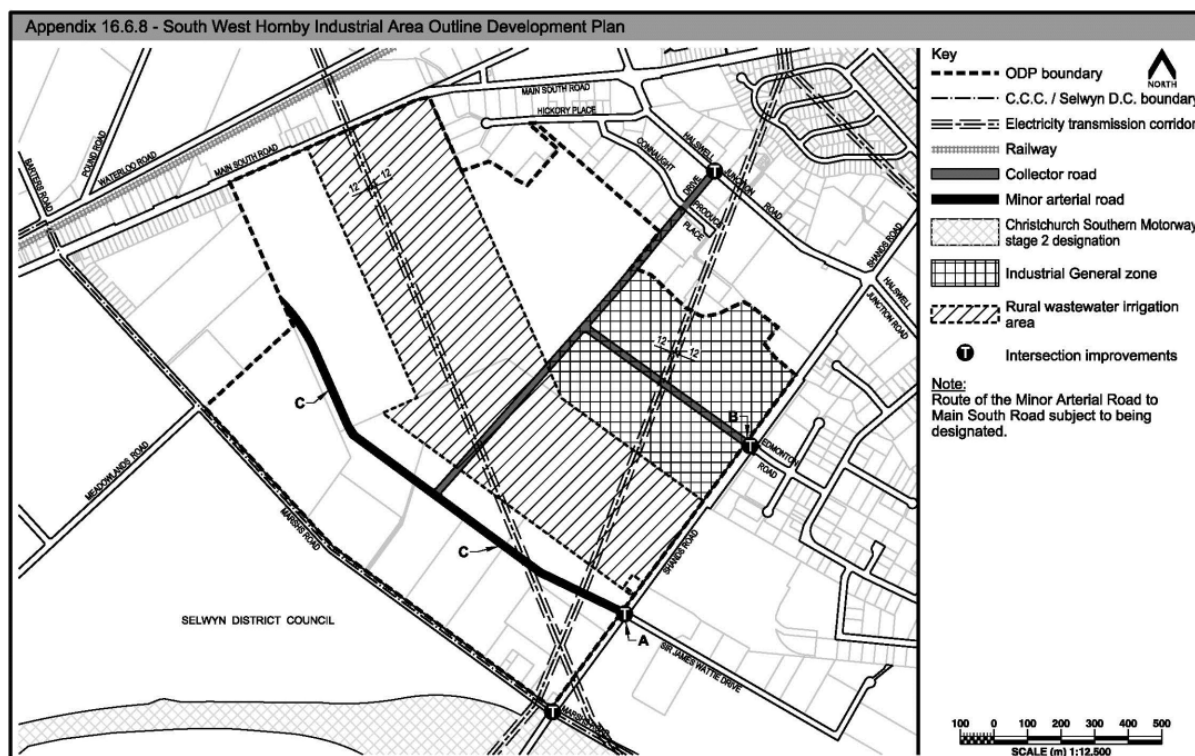 Appendix 16.6.8 - South West Hornby Industrial Area Outline Development Plan
Key
NORTH
ODP boundary
C.C.C. / Selwyn D.C. boundary
Electricity transmission corridor
Railway
Collector road
Minor arterial road
Christchurch Southern Motorway
stage 2 designation
Industrial General zone
Rural wastewater irrigation
area
T Intersection improvements
Note:
Route of the Minor Arterial Road to
Main South Road subject to being
designated.
100 0 100 200 300 400 500
SCALE (m) 1:12,500
MAIN SOUTH ROAD
HICKORY PLACE
CONNAUGHT
DRIVE
HALSWELL
JUNCTION
ROAD
T
PRODUCE
PLACE
BARTERS ROAD
POUND ROAD
WATERLOO ROAD
MAIN SOUTH ROAD
12 12
SHANDS ROAD
HALSWELL
JUNCTION ROAD
12 12
C
B
T
EDMONTON
ROAD
MEADOWLANDS ROAD
MARSHS ROAD
C
SHANDS ROAD
T
A
SELWYN DISTRICT COUNCIL
SIR JAMES WATTIE DRIVE
T